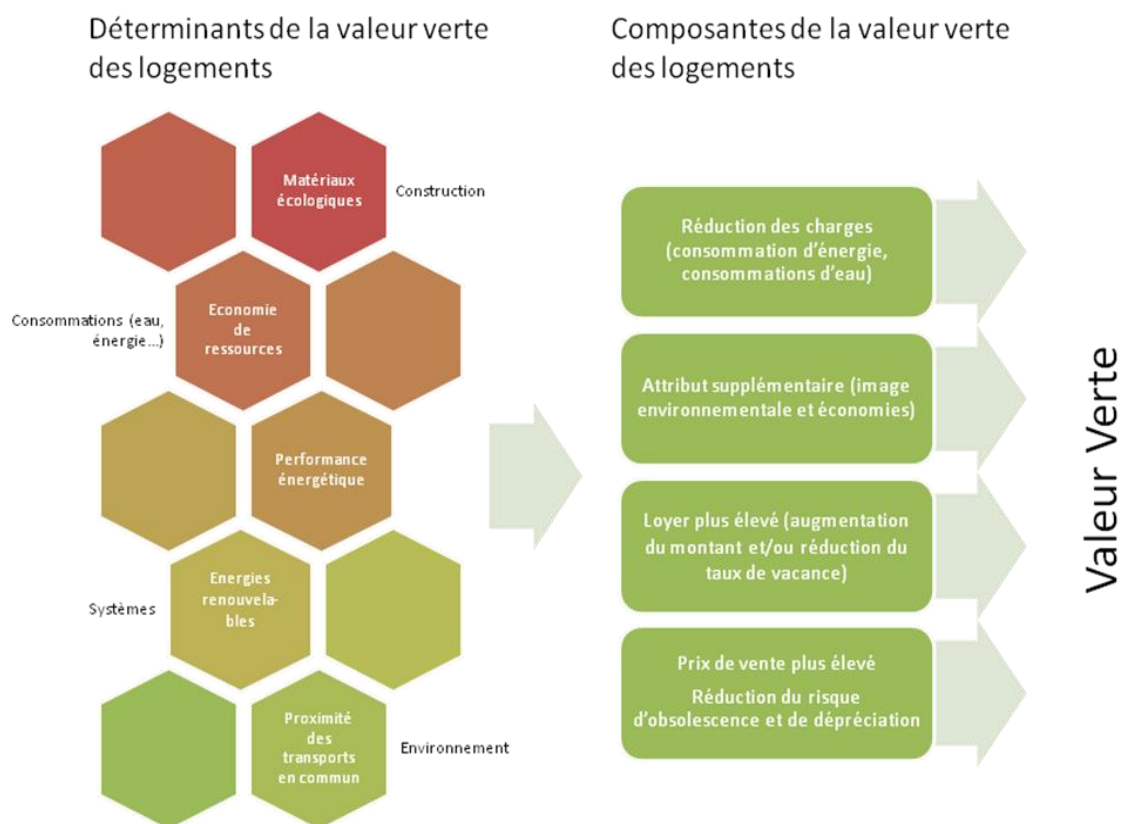 Déterminants de la valeur verte
des logements
Matériaux
écologiques
Construction
Economie
de
ressources
Consommations (eau,
énergie...)
Performance
énergétique
Energies
renouvela-
bles
Systèmes
Proximité
des
transports
en commun
Environnement
Composantes de la valeur verte
des logements
Réduction des charges
(consommation d'énergie,
consommations d'eau)
Attribut supplémentaire (image
environnementale et économies)
Loyer plus élevé (augmentation
du montant et/ou réduction du
taux de vacance)
Prix de vente plus élevé
Réduction du risque
d'obsolescence et de dépréciation
Valeur Verte